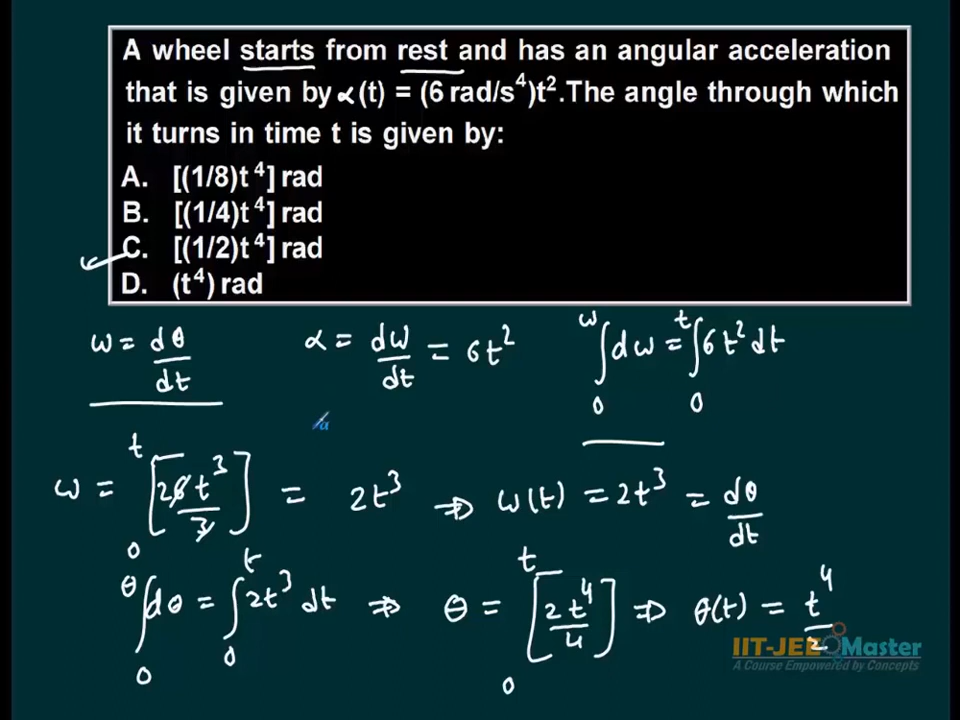 A wheel starts from rest and has an angular acceleration
that is given by α(t) = (6 rad/s⁴)t².The angle through which
it turns in time t is given by:
A. [(1/8)t⁴] rad
B. [(1/4)t⁴] rad
C. [(1/2)t⁴] rad
D. (t⁴) rad
ω = dθ/dt α = dω/dt = 6t² ∫₀^ω dω = ∫₀^t 6t² dt
ω = [26t³/3]₀^t = 2t³ ⇒ ω(t) = 2t³ = dθ/dt
∫₀^θ dθ = ∫₀^t 2t³ dt ⇒ θ = [2t⁴/4]₀^t ⇒ θ(t) = t⁴/2
IIT-JEE Master
A Course Empowered by Concepts